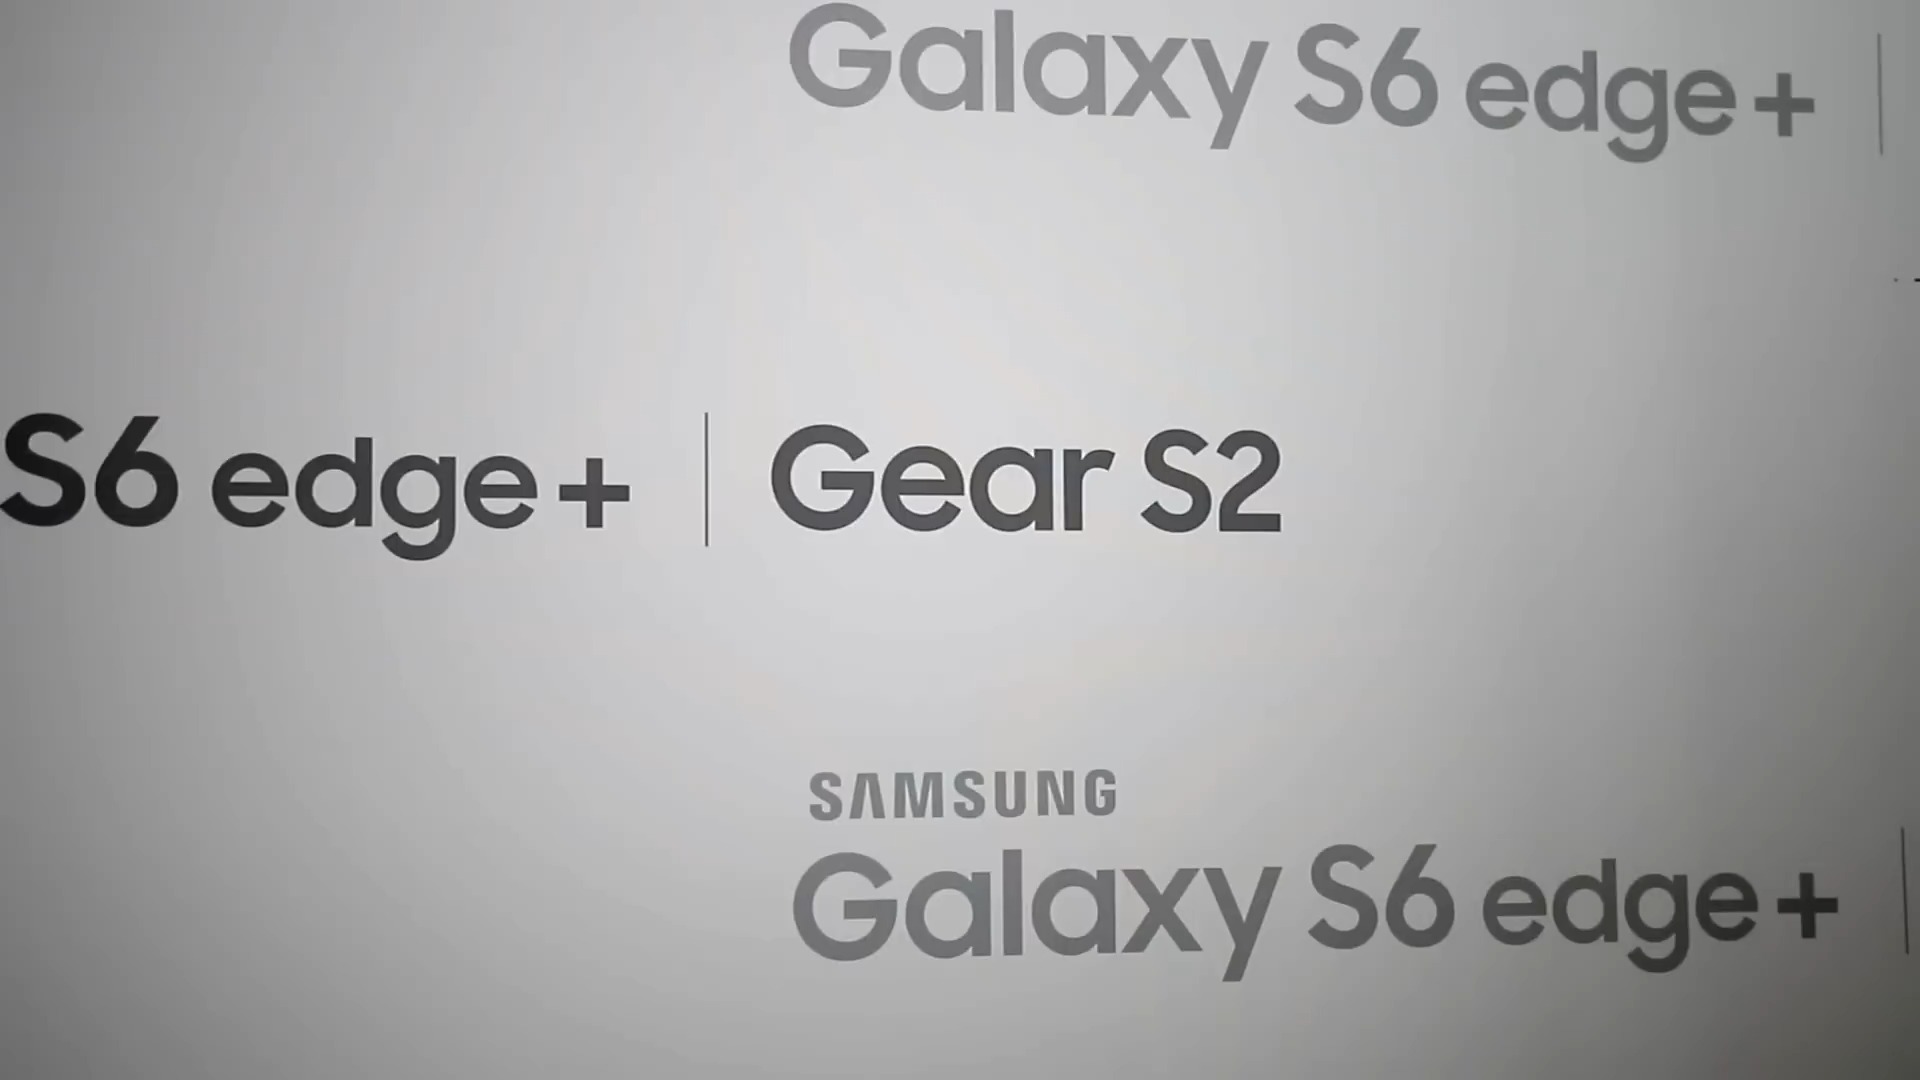 Galaxy S6 edge+ |
S6 edge+ | Gear S2
SAMSUNG
Galaxy S6 edge+ |